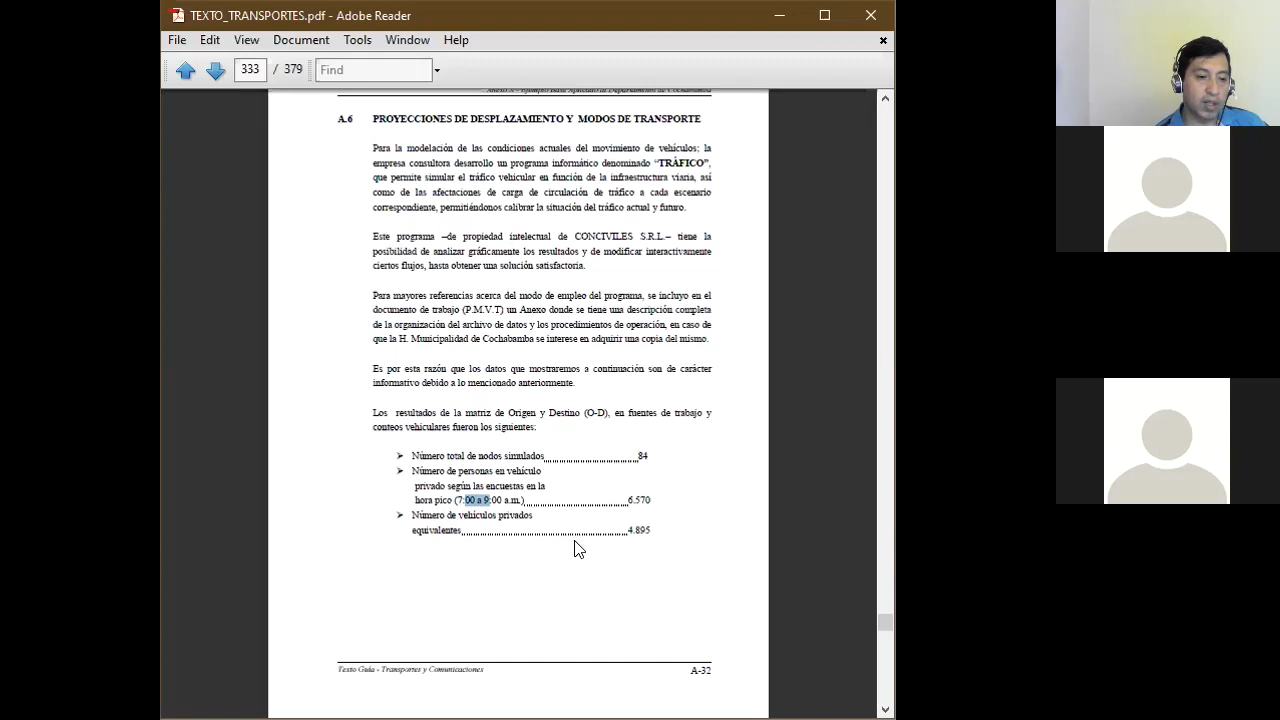 TEXTO_TRANSPORTES.pdf - Adobe Reader
File Edit View Document Tools Window Help
333 / 379 Find
Anexo A – Ejemplo Base Aplicado al Departamento de Cochabamba
A.6 PROYECCIONES DE DESPLAZAMIENTO Y MODOS DE TRANSPORTE
Para la modelación de las condiciones actuales del movimiento de vehículos; la
empresa consultora desarrollo un programa informático denominado “TRÁFICO”,
que permite simular el tráfico vehicular en función de la infraestructura viaria, así
como de las afectaciones de carga de circulación de tráfico a cada escenario
correspondiente, permitiéndonos calibrar la situación del tráfico actual y futuro.
Este programa –de propiedad intelectual de CONCIVILES S.R.L.– tiene la
posibilidad de analizar gráficamente los resultados y de modificar interactivamente
ciertos flujos, hasta obtener una solución satisfactoria.
Para mayores referencias acerca del modo de empleo del programa, se incluyo en el
documento de trabajo (P.M.V.T) un Anexo donde se tiene una descripción completa
de la organización del archivo de datos y los procedimientos de operación, en caso de
que la H. Municipalidad de Cochabamba se interese en adquirir una copia del mismo.
Es por esta razón que los datos que mostraremos a continuación son de carácter
informativo debido a lo mencionado anteriormente.
Los resultados de la matriz de Origen y Destino (O-D), en fuentes de trabajo y
conteos vehiculares fueron los siguientes:
➢ Número total de nodos simulados..............................84
➢ Número de personas en vehículo
privado según las encuestas en la
hora pico (7:00 a 9:00 a.m.)..............................6.570
➢ Número de vehículos privados
equivalentes..............................4.895
Texto Guía - Transportes y Comunicaciones A-32